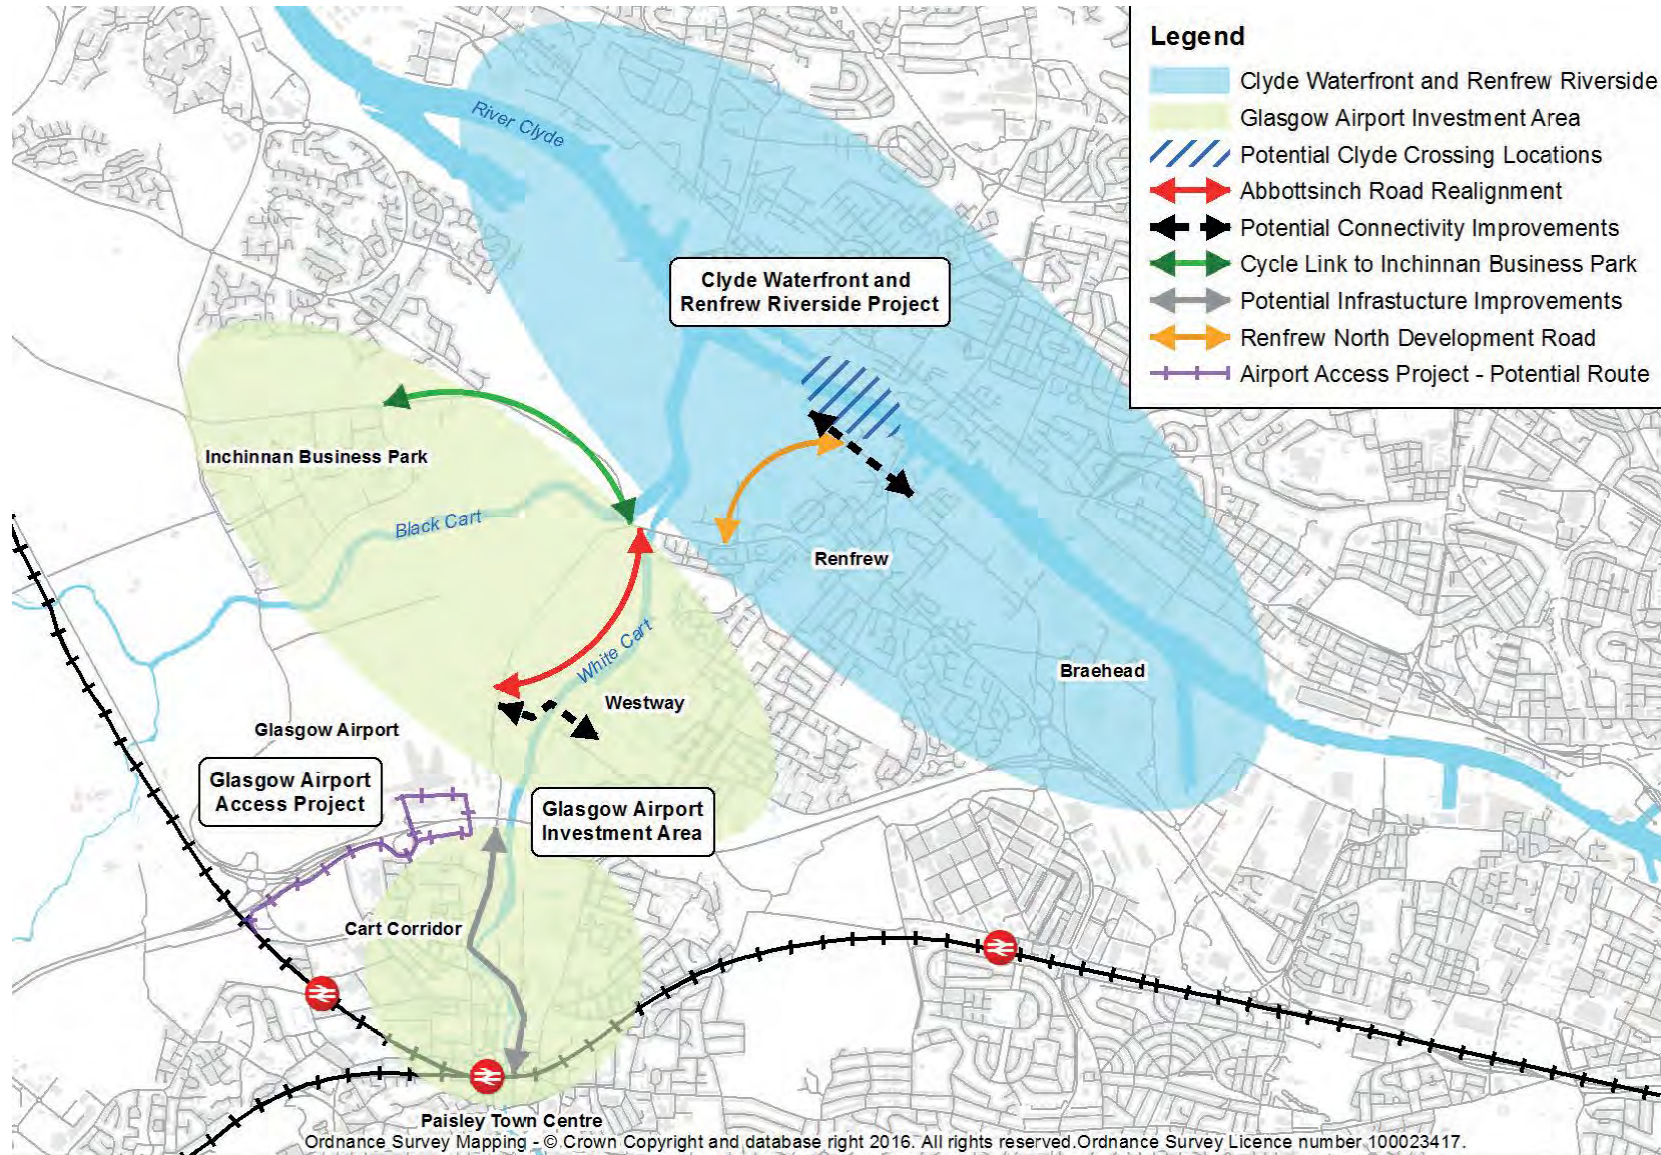 Legend
Clyde Waterfront and Renfrew Riverside
Glasgow Airport Investment Area
Potential Clyde Crossing Locations
Abbottsinch Road Realignment
Potential Connectivity Improvements
Cycle Link to Inchinnan Business Park
Potential Infrastucture Improvements
Renfrew North Development Road
Airport Access Project - Potential Route
River Clyde
Clyde Waterfront and
Renfrew Riverside Project
Inchinnan Business Park
Black Cart
Renfrew
White Cart
Braehead
Westway
Glasgow Airport
Glasgow Airport
Access Project
Glasgow Airport
Investment Area
Cart Corridor
Paisley Town Centre
Ordnance Survey Mapping - © Crown Copyright and database right 2016. All rights reserved.Ordnance Survey Licence number 100023417.